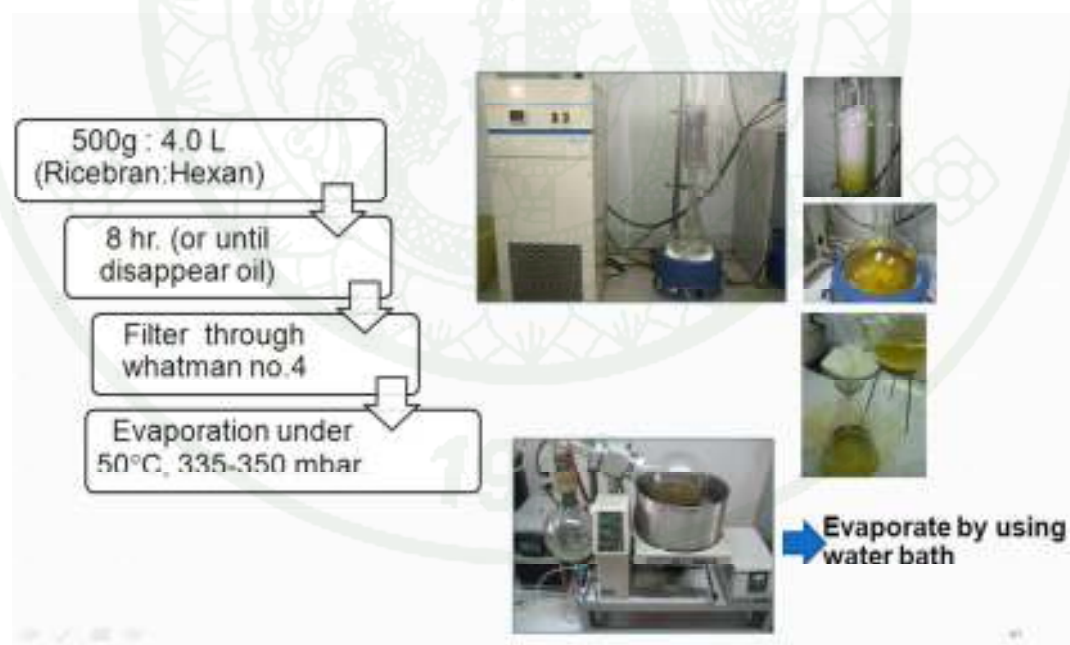 500g : 4.0 L
(Ricebran:Hexan)
8 hr. (or until
disappear oil)
Filter through
whatman no.4
Evaporation under
50°C, 335-350 mbar
Evaporate by using
water bath